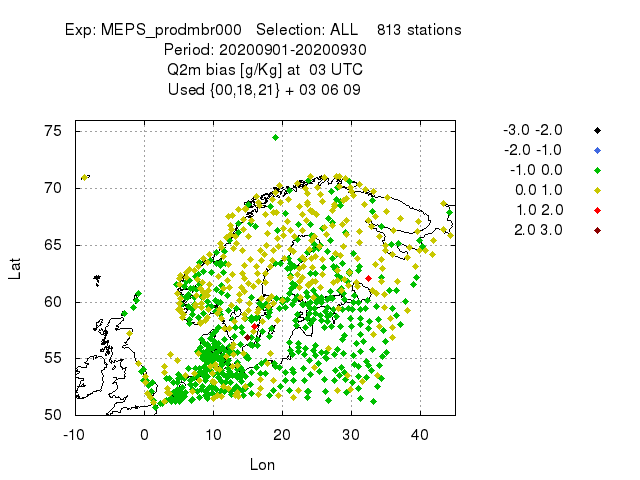 Exp: MEPS_prodmbr000 Selection: ALL 813 stations
Period: 20200901-20200930
Q2m bias [g/Kg] at 03 UTC
Used {00,18,21} + 03 06 09
-3.0 -2.0
-2.0 -1.0
-1.0 0.0
0.0 1.0
1.0 2.0
2.0 3.0
75
70
65
60
55
50
Lat
-10 0 10 20 30 40
Lon